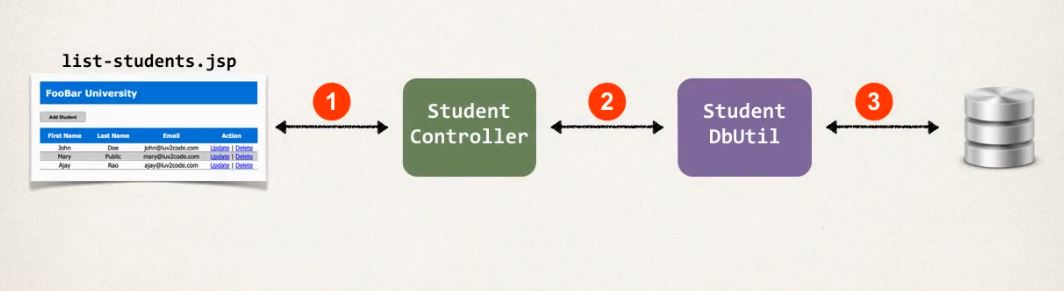 list-students.jsp
FooBar University
Add Student
First Name Last Name Email Action
John Doe john@luv2code.com Update | Delete
Mary Public mary@luv2code.com Update | Delete
Ajay Rao ajay@luv2code.com Update | Delete
1
Student
Controller
2
Student
DbUtil
3